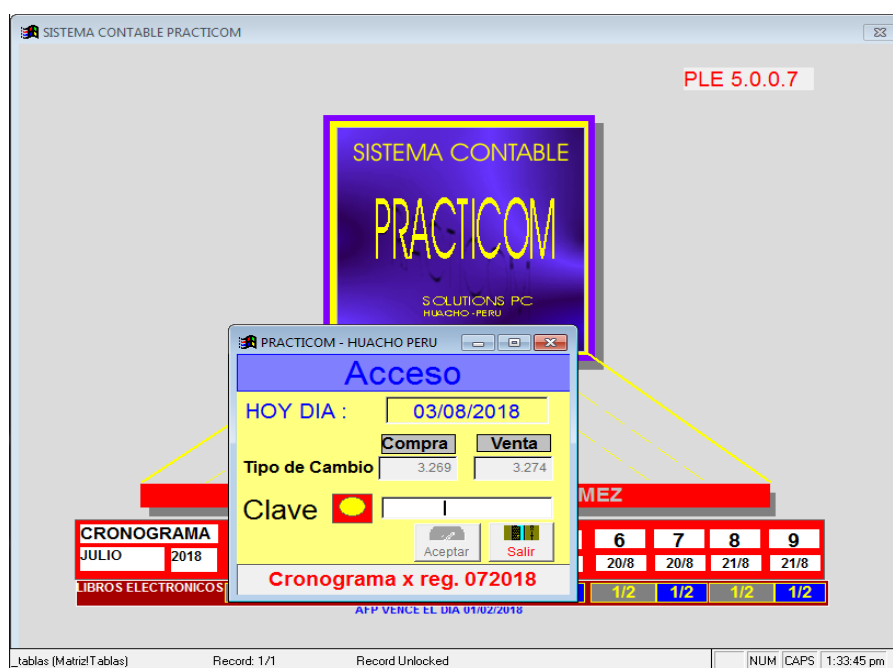 SISTEMA CONTABLE PRACTICOM
PLE 5.0.0.7
SISTEMA CONTABLE
PRACTICOM
SOLUTIONS PC
HUACHO - PERU
PRACTICOM - HUACHO PERU
Acceso
HOY DIA : 03/08/2018
Compra Venta
Tipo de Cambio 3.269 3.274
Clave
Aceptar Salir
Cronograma x reg. 072018
MEZ
CRONOGRAMA 6 7 8 9
JULIO 2018 20/8 20/8 21/8 21/8
LIBROS ELECTRONICOS 1/2 1/2 1/2 1/2
AFP VENCE EL DIA 01/02/2018
_tablas (Matriz!Tablas) Record: 1/1 Record Unlocked NUM CAPS 1:33:45 pm